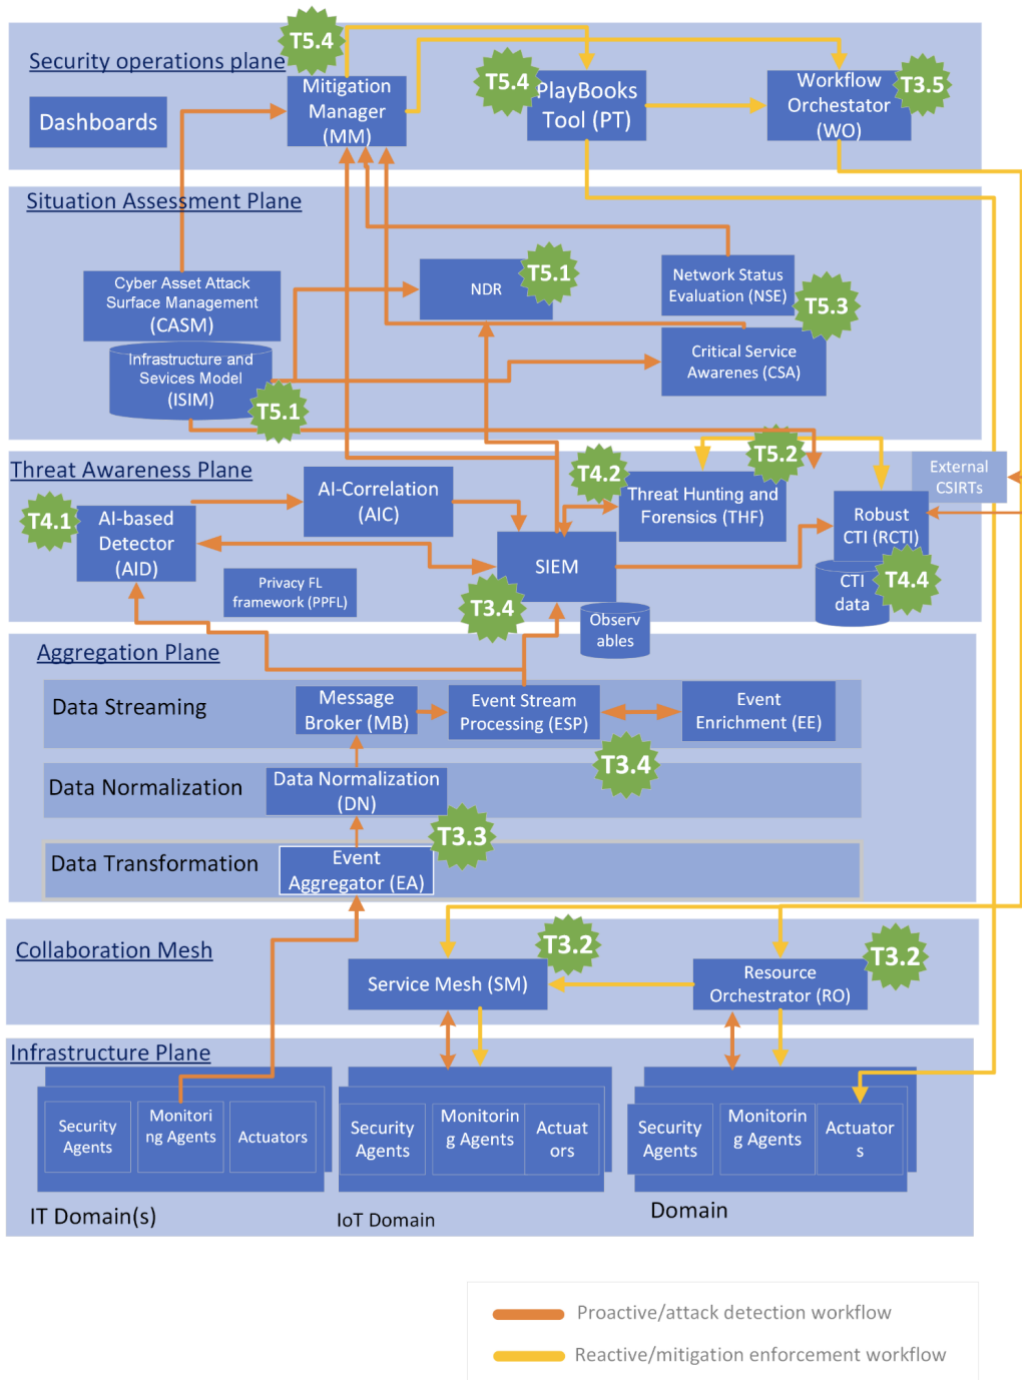 Security operations plane
T5.4
Dashboards
Mitigation
Manager
(MM)
T5.4
PlayBooks
Tool (PT)
Workflow
Orchestator
(WO)
T3.5
Situation Assessment Plane
Cyber Asset Attack
Surface Management
(CASM)
Infrastructure and
Sevices Model
(ISIM)
T5.1
NDR
T5.1
Network Status
Evaluation (NSE)
T5.3
Critical Service
Awarenes (CSA)
Threat Awareness Plane
T4.1
AI-based
Detector
(AID)
AI-Correlation
(AIC)
Privacy FL
framework (PPFL)
SIEM
T3.4
Observ
ables
T4.2
T5.2
Threat Hunting and
Forensics (THF)
External
CSIRTs
Robust
CTI (RCTI)
CTI
data
T4.4
Aggregation Plane
Data Streaming
Message
Broker (MB)
Event Stream
Processing (ESP)
Event
Enrichment (EE)
T3.4
Data Normalization
Data Normalization
(DN)
T3.3
Data Transformation
Event
Aggregator (EA)
Collaboration Mesh
Service Mesh (SM)
T3.2
Resource
Orchestrator (RO)
T3.2
Infrastructure Plane
Security
Agents
Monitori
ng Agents
Actuators
IT Domain(s)
Security
Agents
Monitorin
g Agents
Actuat
ors
IoT Domain
Security
Agents
Monitorin
g Agents
Actuator
s
Domain
Proactive/attack detection workflow
Reactive/mitigation enforcement workflow